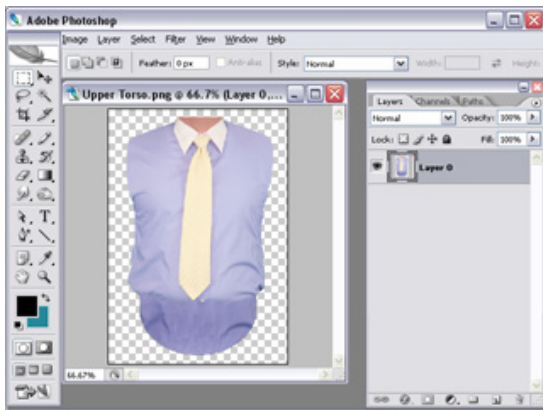 Adobe Photoshop
Image Layer Select Filter View Window Help
Feather: 0 px Anti-alias Style: Normal Width: Height:
Upper Torso.png @ 66.7% (Layer 0,...
Layers Channels Paths
Normal Opacity: 100%
Lock: Fill: 100%
Layer 0
66.67%